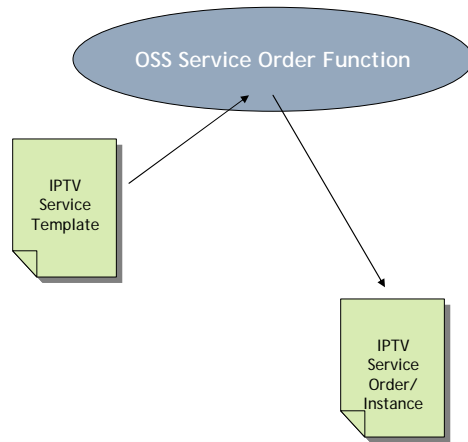 OSS Service Order Function
IPTV
Service
Template
IPTV
Service
Order/
Instance